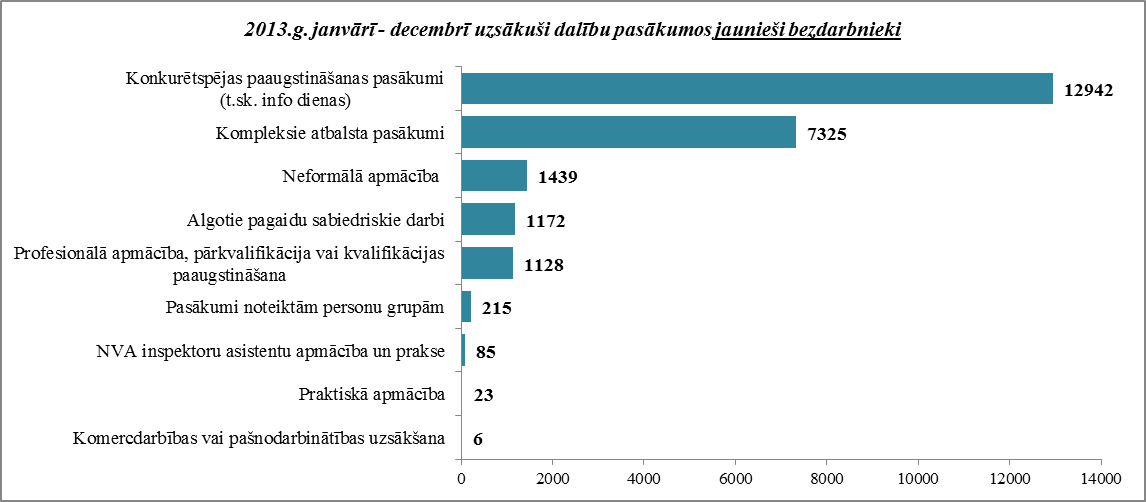 2013.g. janvārī - decembrī uzsākuši dalību pasākumos jaunieši bezdarbnieki
Konkurētspējas paaugstināšanas pasākumi
(t.sk. info dienas)
12942
Kompleksie atbalsta pasākumi
7325
Neformālā apmācība
1439
Algotie pagaidu sabiedriskie darbi
1172
Profesionālā apmācība, pārkvalifikācija vai kvalifikācijas
paaugstināšana
1128
Pasākumi noteiktām personu grupām
215
NVA inspektoru asistentu apmācība un prakse
85
Praktiskā apmācība
23
Komercdarbības vai pašnodarbinātības uzsākšana
6
0 2000 4000 6000 8000 10000 12000 14000